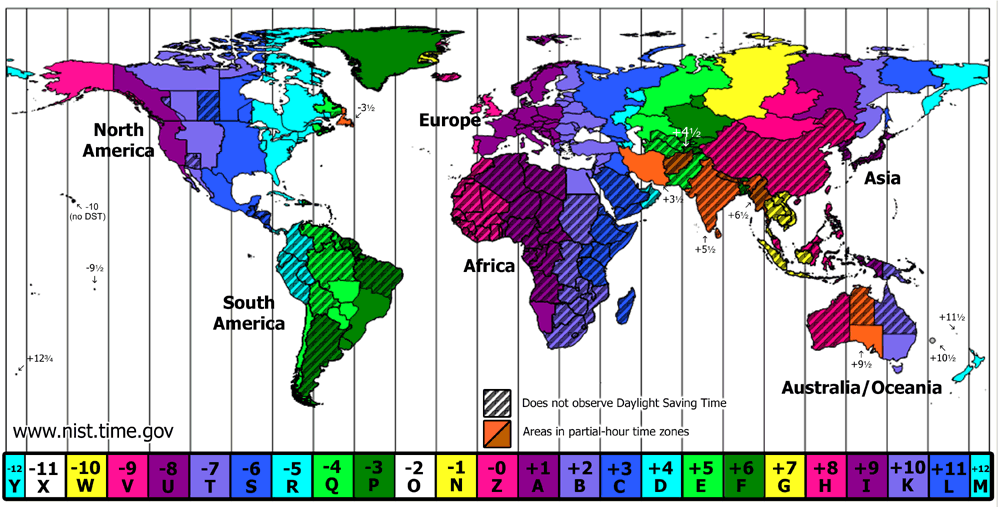 -3½
+4½
North
America
Europe
Asia
-10
(no DST)
+3½
+6½
+5½
-9½
Africa
South
America
+11½
+12¾
+10½
+9½
Australia/Oceania
Does not observe Daylight Saving Time
Areas in partial-hour time zones
www.nist.time.gov
-12 -11 -10 -9 -8 -7 -6 -5 -4 -3 -2 -1 -0 +1 +2 +3 +4 +5 +6 +7 +8 +9 +10 +11 +12
Y X W V U T S R Q P O N Z A B C D E F G H I K L M